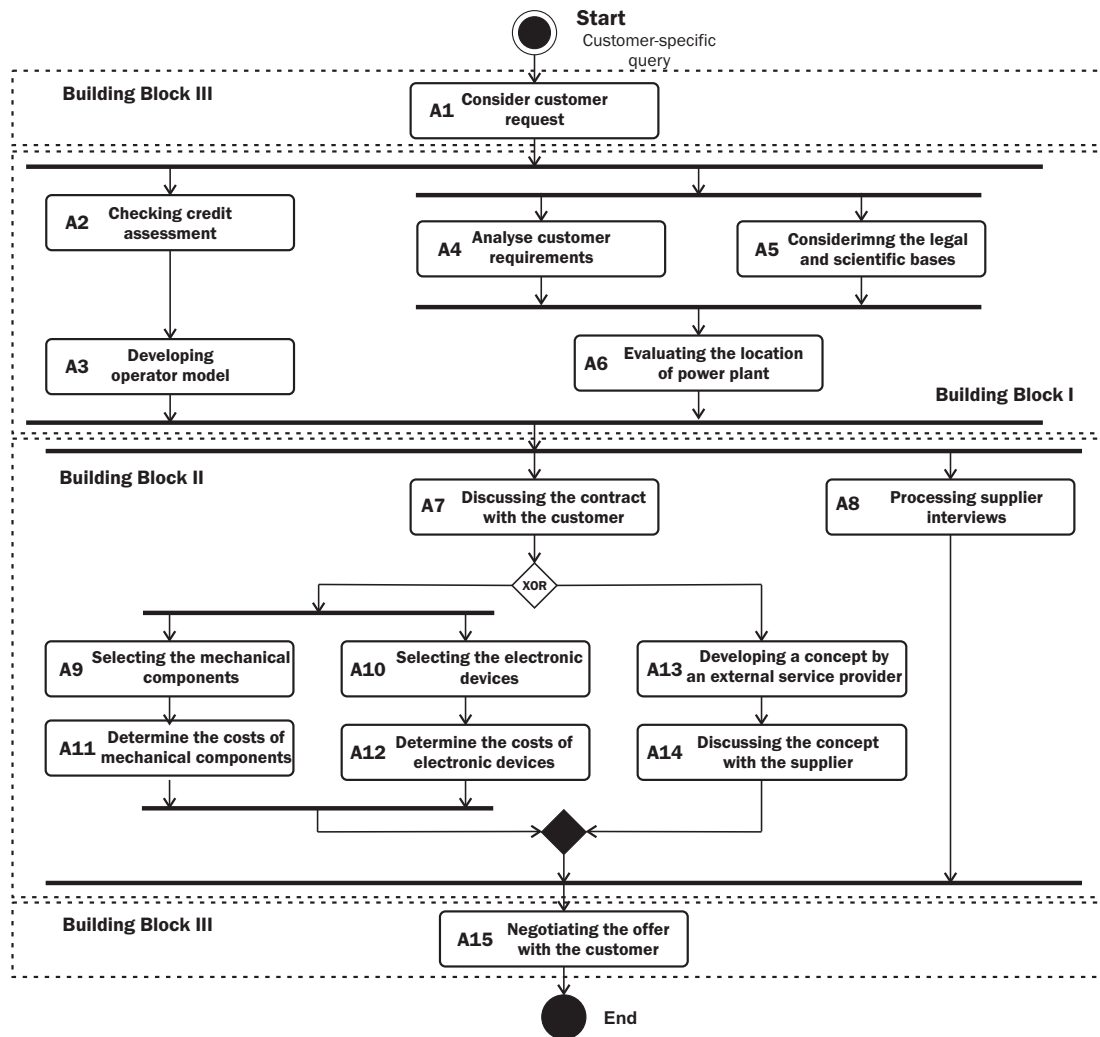 Start
Customer-specific
query
Building Block III
A1
Consider customer
request
A2
Checking credit
assessment
A4
Analyse customer
requirements
A5
Considerimng the legal
and scientific bases
A3
Developing
operator model
A6
Evaluating the location
of power plant
Building Block I
Building Block II
A7
Discussing the contract
with the customer
A8
Processing supplier
interviews
XOR
A9
Selecting the mechanical
components
A10
Selecting the electronic
devices
A13
Developing a concept by
an external service provider
A11
Determine the costs of
mechanical components
A12
Determine the costs of
electronic devices
A14
Discussing the concept
with the supplier
Building Block III
A15
Negotiating the offer
with the customer
End